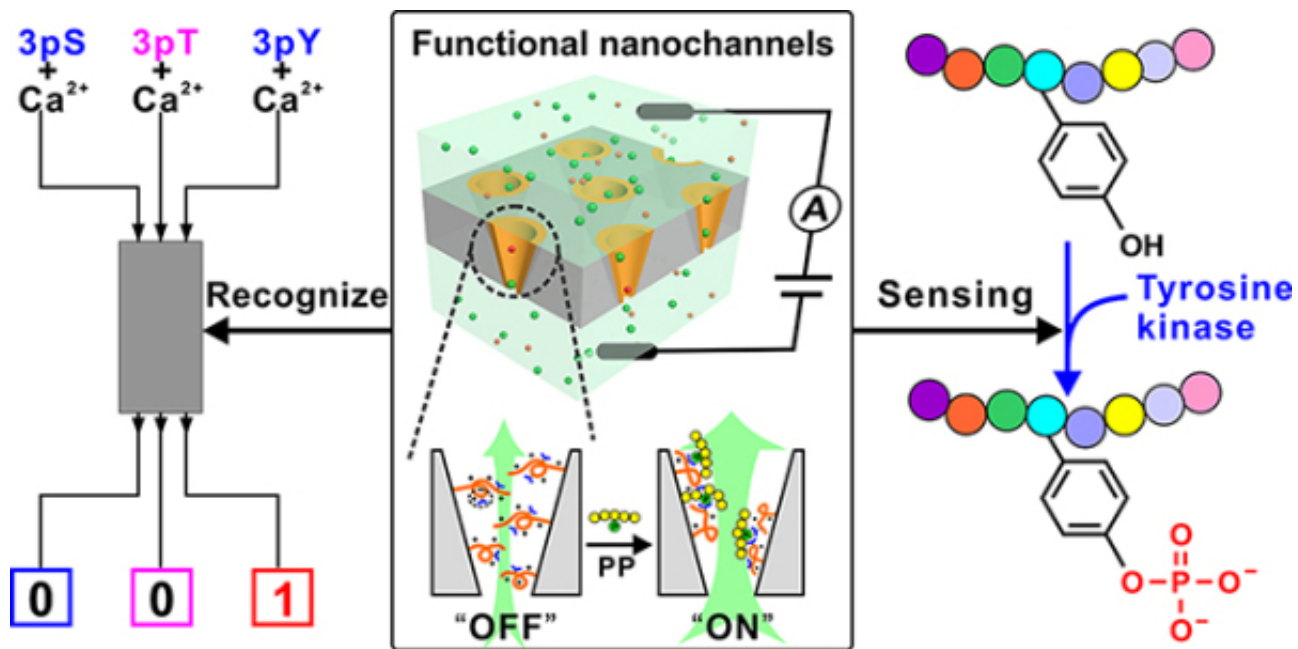 3pS
+
Ca²⁺
3pT
+
Ca²⁺
3pY
+
Ca²⁺
Recognize
0
0
1
Functional nanochannels
A
PP
"OFF"
"ON"
Sensing
OH
Tyrosine
kinase
O
O–P–O⁻
O⁻